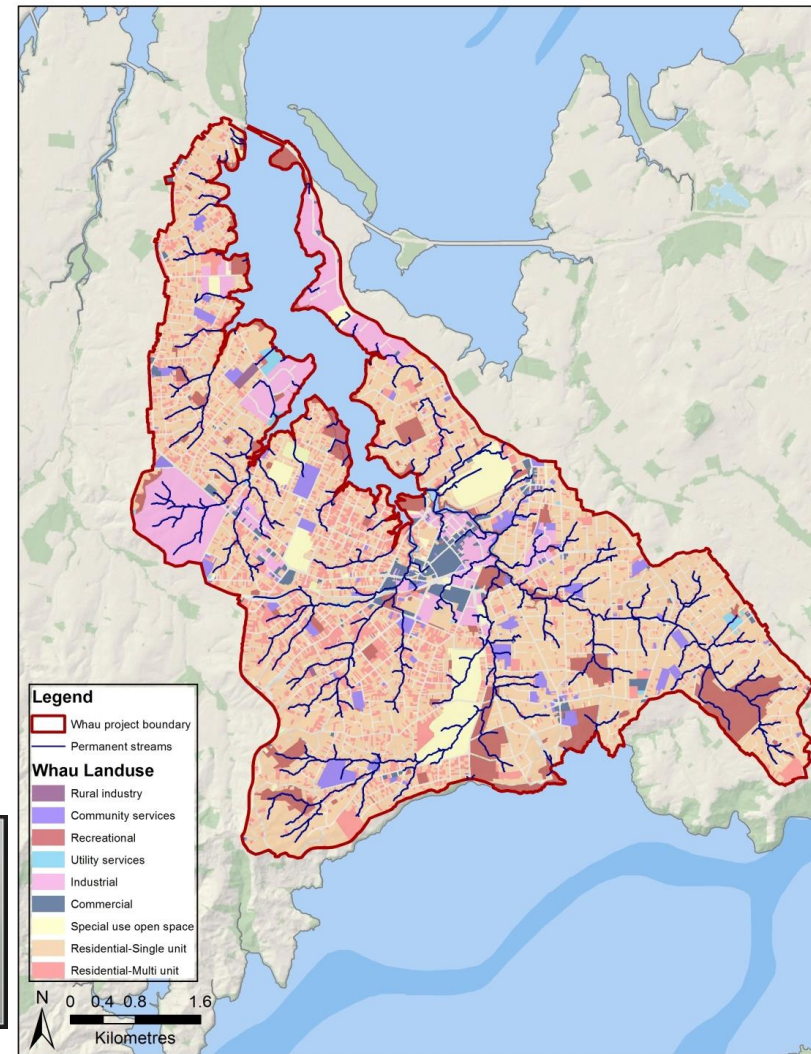 Legend
Whau project boundary
Permanent streams
Whau Landuse
Rural industry
Community services
Recreational
Utility services
Industrial
Commercial
Special use open space
Residential-Single unit
Residential-Multi unit
N
0 0.4 0.8 1.6
Kilometres